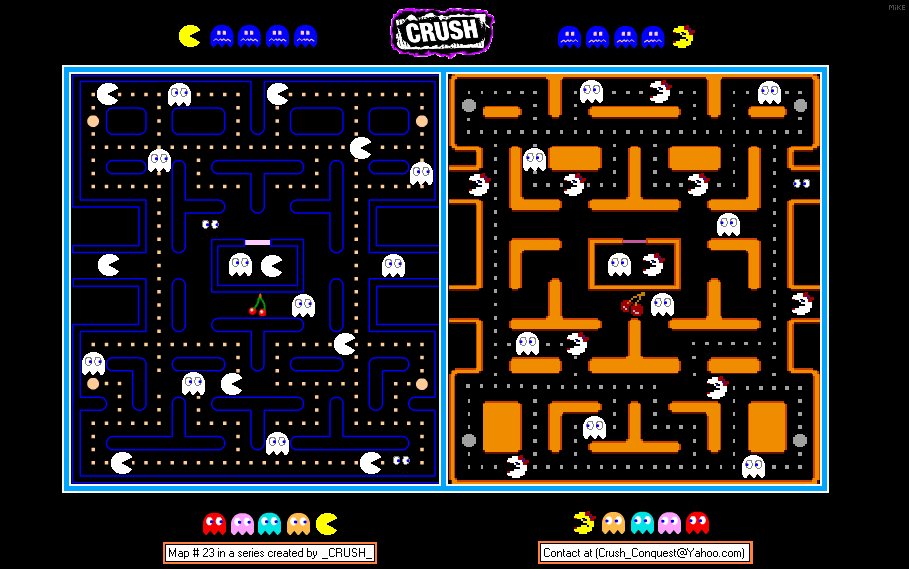 MiKE
CRUSH
Map # 23 in a series created by _CRUSH_
Contact at (Crush_Conquest@Yahoo.com)